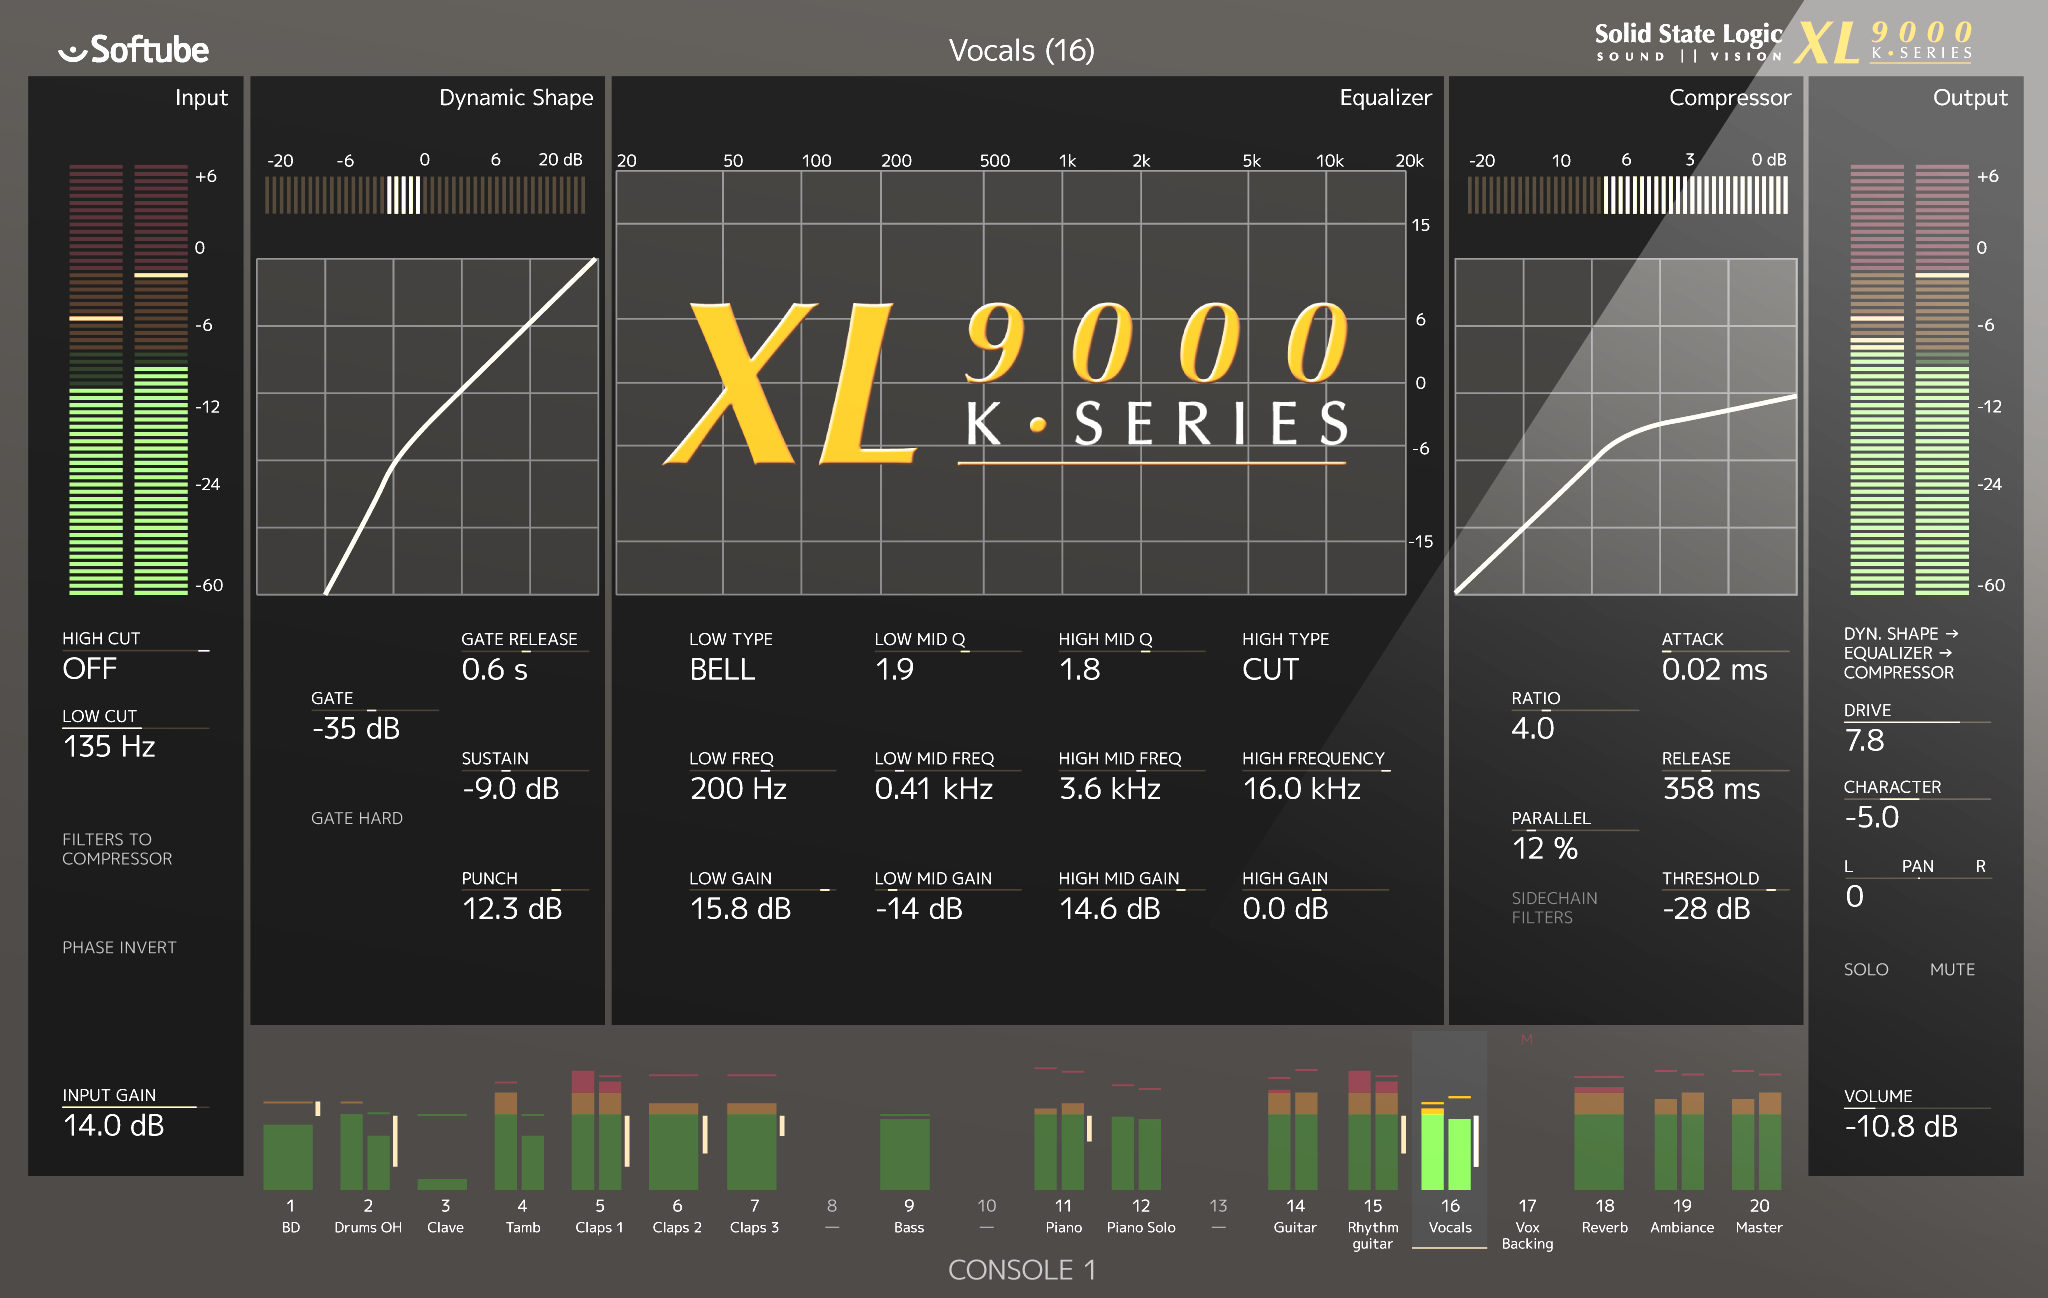 Softube
Vocals (16)
Solid State Logic
SOUND || VISION
XL 9000
K•SERIES
Input
+6
0
-6
-12
-24
-60
HIGH CUT
OFF
LOW CUT
135 Hz
FILTERS TO
COMPRESSOR
PHASE INVERT
INPUT GAIN
14.0 dB
Dynamic Shape
-20 -6 0 6 20 dB
GATE RELEASE
0.6 s
GATE
-35 dB
SUSTAIN
-9.0 dB
GATE HARD
PUNCH
12.3 dB
Equalizer
20 50 100 200 500 1k 2k 5k 10k 20k
15
6
0
-6
-15
XL 9000
K•SERIES
LOW TYPE LOW MID Q HIGH MID Q HIGH TYPE
BELL 1.9 1.8 CUT
LOW FREQ LOW MID FREQ HIGH MID FREQ HIGH FREQUENCY
200 Hz 0.41 kHz 3.6 kHz 16.0 kHz
LOW GAIN LOW MID GAIN HIGH MID GAIN HIGH GAIN
15.8 dB -14 dB 14.6 dB 0.0 dB
Compressor
-20 10 6 3 0 dB
ATTACK
0.02 ms
RATIO
4.0
RELEASE
358 ms
PARALLEL
12 %
THRESHOLD
-28 dB
SIDECHAIN
FILTERS
Output
+6
0
-6
-12
-24
-60
DYN. SHAPE →
EQUALIZER →
COMPRESSOR
DRIVE
7.8
CHARACTER
-5.0
L PAN R
0
SOLO MUTE
VOLUME
-10.8 dB
M
1 2 3 4 5 6 7 8 9 10 11 12 13 14 15 16 17 18 19 20
BD Drums OH Clave Tamb Claps 1 Claps 2 Claps 3 — Bass — Piano Piano Solo — Guitar Rhythm Vocals Vox Reverb Ambiance Master
guitar Backing
CONSOLE 1